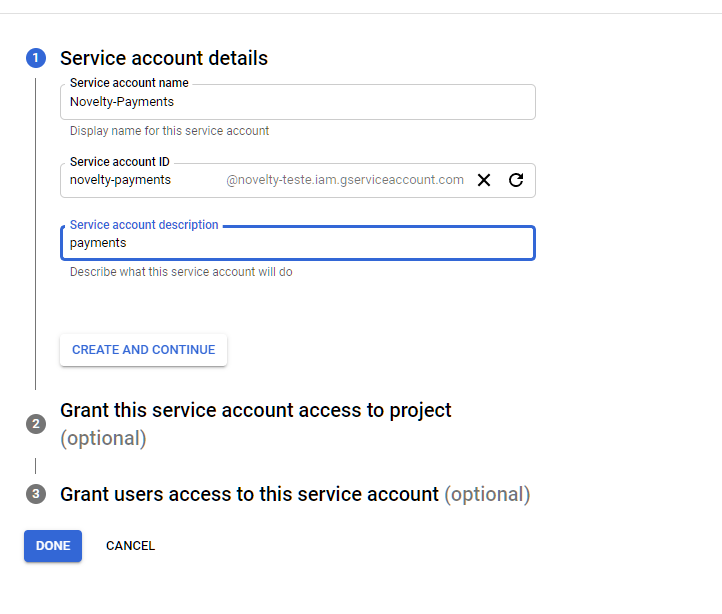 1 Service account details
Service account name
Novelty-Payments
Display name for this service account
Service account ID
novelty-payments @novelty-teste.iam.gserviceaccount.com
Service account description
payments
Describe what this service account will do
CREATE AND CONTINUE
2 Grant this service account access to project
(optional)
3 Grant users access to this service account (optional)
DONE CANCEL